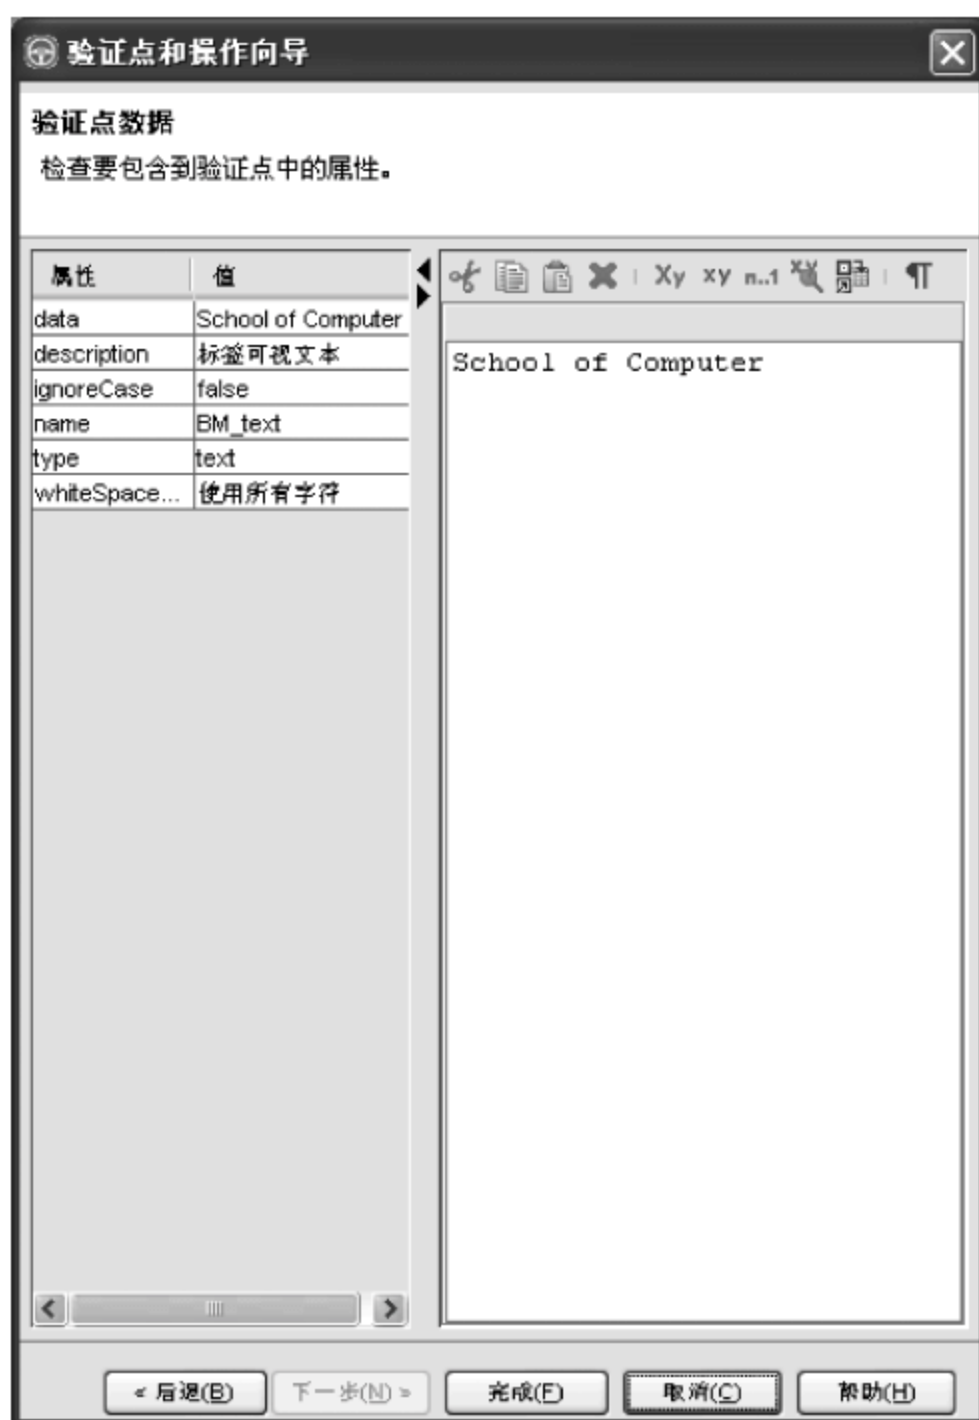 验证点和操作向导
验证点数据
检查要包含到验证点中的属性。
属性 值
data School of Computer
description 标签可视文本
ignoreCase false
name BM_text
type text
whiteSpace... 使用所有字符
Xy xy n..1
School of Computer
« 后退(B) 下一步(N) » 完成(F) 取消(C) 帮助(H)